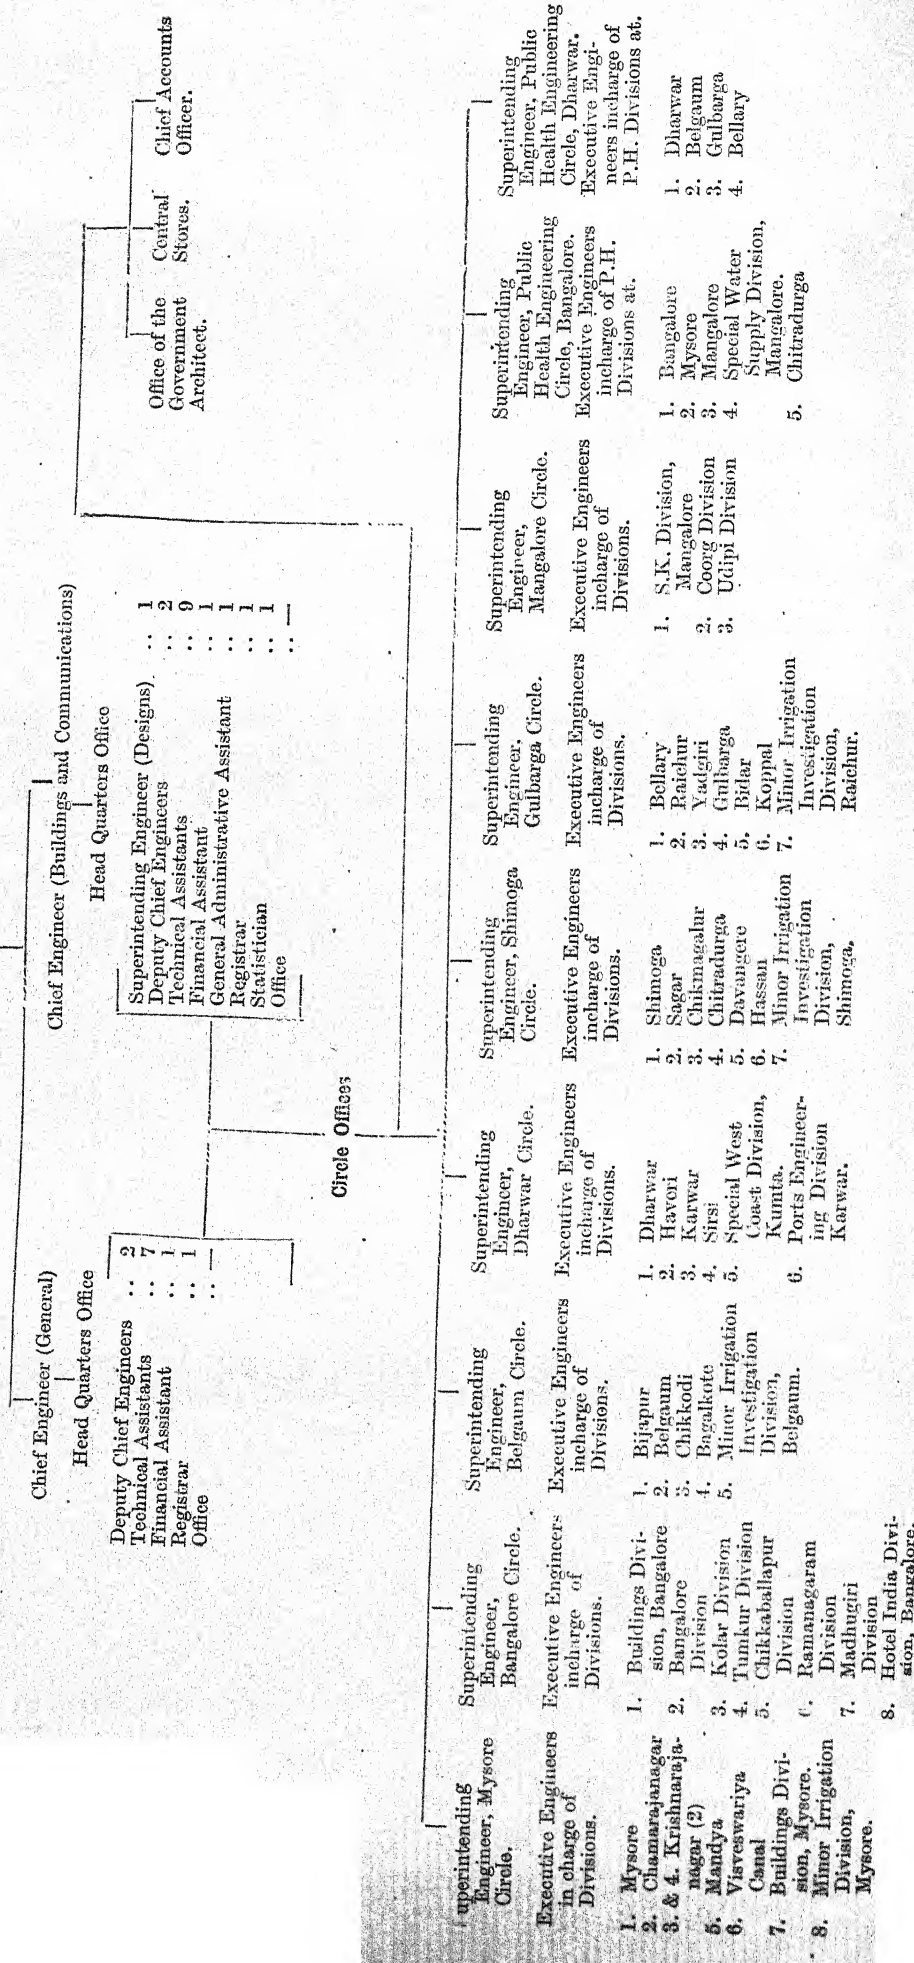 Chief Engineer (General)
Head Quarters Office
Deputy Chief Engineers .. 2
Technical Assistants .. 7
Financial Assistant .. 1
Registrar .. 1
Office ..
Chief Engineer (Buildings and Communications)
Head Quarters Office
Superintending Engineer (Designs) .. 1
Deputy Chief Engineers .. 2
Technical Assistants .. 9
Financial Assistant .. 1
General Administrative Assistant .. 1
Registrar .. 1
Statistician .. 1
Office ..
Office of the
Government
Architect.
Central
Stores.
Chief Accounts
Officer.
Circle Offices
uperintending
Engineer, Mysore
Circle.
Executive Engineers
in charge of
Divisions.
1. Mysore
2. Chamarajanagar
3. & 4. Krishnaraja-
nagar (2)
5. Mandya
6. Visveswariya
Canal
7. Buildings Divi-
sion, Mysore.
8. Minor Irrigation
Division,
Mysore.
Superintending
Engineer,
Bangalore Circle.
Executive Engineers
incharge of
Divisions.
1. Buildings Divi-
sion, Bangalore
2. Bangalore
Division
3. Kolar Division
4. Tumkur Division
5. Chikkaballapur
Division
6. Ramanagaram
Division
7. Madhugiri
Division
8. Hotel India Divi-
sion, Bangalore.
Superintending
Engineer,
Belgaum Circle.
Executive Engineers
incharge of
Divisions.
1. Bijapur
2. Belgaum
3. Chikkodi
4. Bagalkote
5. Minor Irrigation
Investigation
Division,
Belgaum.
Superintending
Engineer,
Dharwar Circle.
Executive Engineers
incharge of
Divisions.
1. Dharwar
2. Haveri
3. Karwar
4. Sirsi
5. Special West
Coast Division,
Kumta.
6. Ports Engineer-
ing Division
Karwar.
Superintending
Engineer, Shimoga
Circle.
Executive Engineers
incharge of
Divisions.
1. Shimoga
2. Sagar
3. Chikmagalur
4. Chitradurga
5. Davangere
6. Hassan
7. Minor Irrigation
Investigation
Division,
Shimoga.
Superintending
Engineer,
Gulbarga Circle.
Executive Engineers
incharge of
Divisions.
1. Bellary
2. Raichur
3. Yadgiri
4. Gulbarga
5. Bidar
6. Koppal
7. Minor Irrigation
Investigation
Division,
Raichur.
Superintending
Engineer,
Mangalore Circle.
Executive Engineers
incharge of
Divisions.
1. S.K. Division,
Mangalore
2. Coorg Division
3. Udipi Division
Superintending
Engineer, Public
Health Engineering
Circle, Bangalore.
Executive Engineers
incharge of P.H.
Divisions at.
1. Bangalore
2. Mysore
3. Mangalore
4. Special Water
Supply Division,
Mangalore.
5. Chitradurga
Superintending
Engineer, Public
Health Engineering
Circle, Dharwar.
Executive Engi-
neers incharge of
P.H. Divisions at.
1. Dharwar
2. Belgaum
3. Gulbarga
4. Bellary